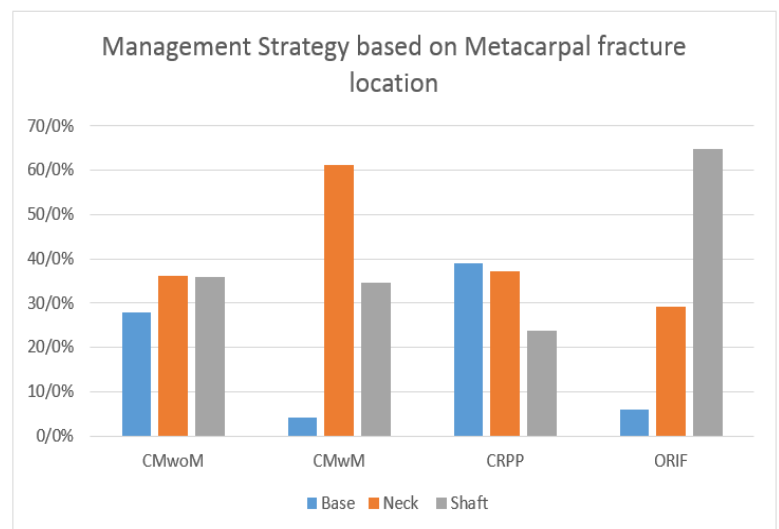 Management Strategy based on Metacarpal fracture
location
70/0%
60/0%
50/0%
40/0%
30/0%
20/0%
10/0%
0/0%
CMwoM CMwM CRPP ORIF
Base Neck Shaft